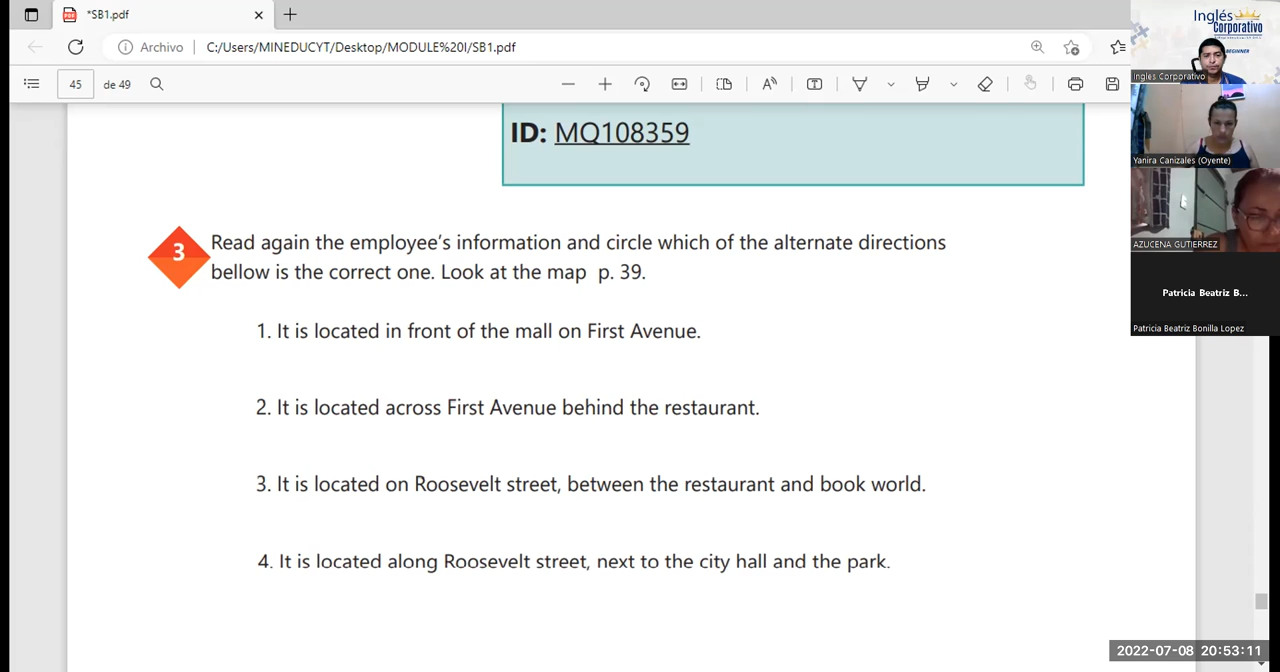 *SB1.pdf
Archivo
C:/Users/MINEDUCYT/Desktop/MODULE%20I/SB1.pdf
45 de 49
ID: MQ108359
3
Read again the employee's information and circle which of the alternate directions
bellow is the correct one. Look at the map p. 39.
1. It is located in front of the mall on First Avenue.
2. It is located across First Avenue behind the restaurant.
3. It is located on Roosevelt street, between the restaurant and book world.
4. It is located along Roosevelt street, next to the city hall and the park.
Inglés
Corporativo
BEGINNER
Ingles Corporativo
Yanira Canizales (Oyente)
AZUCENA GUTIERREZ
Patricia Beatriz B...
Patricia Beatriz Bonilla Lopez
2022-07-08 20:53:11